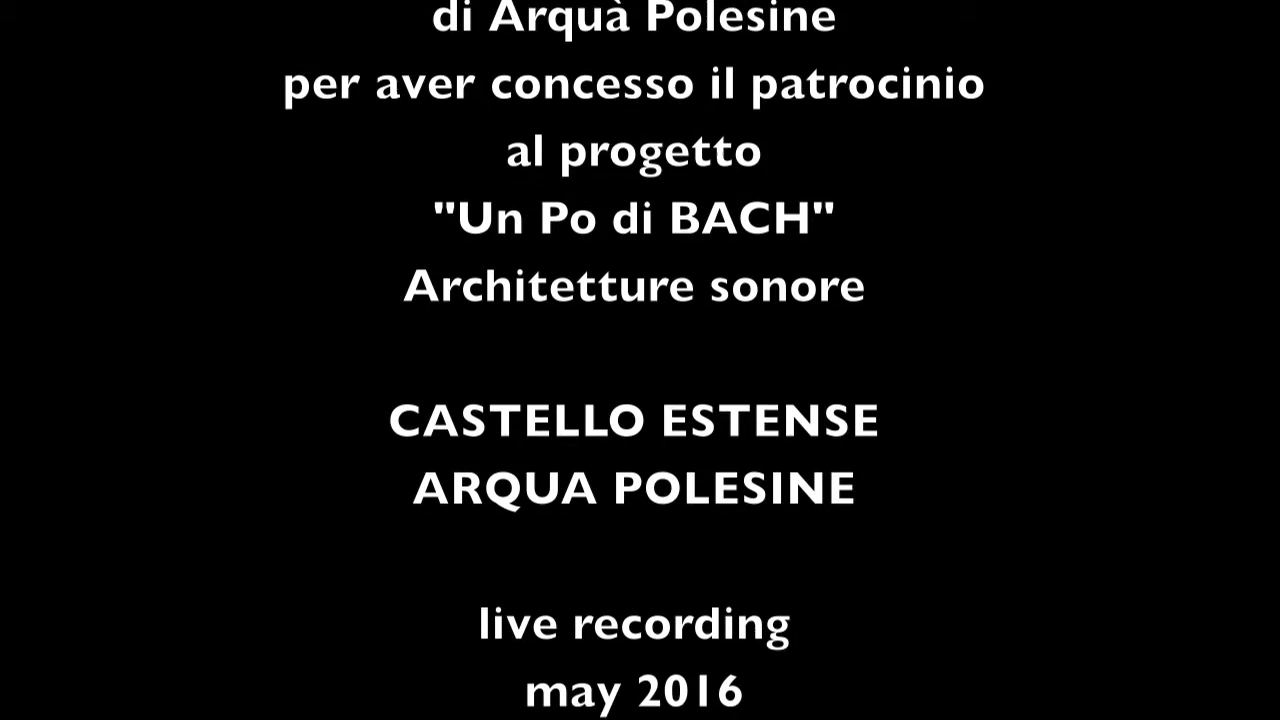 di Arquà Polesine
per aver concesso il patrocinio
al progetto
"Un Po di BACH"
Architetture sonore
CASTELLO ESTENSE
ARQUA POLESINE
live recording
may 2016